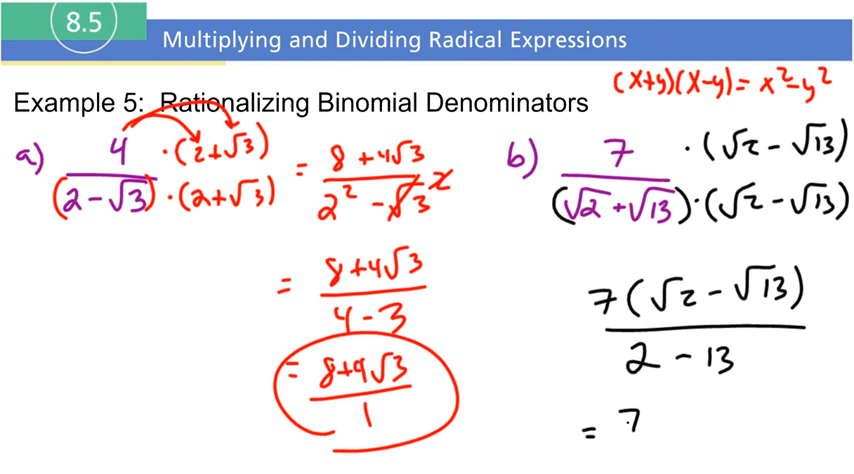 8.5
Multiplying and Dividing Radical Expressions
(x+y)(x-y) = x² - y²
Example 5: Rationalizing Binomial Denominators
a) 4 · (2+√3)
(2-√3) · (2+√3)
= 8+4√3
2² - √3²
= 8+4√3
4-3
= 8+4√3
1
b) 7 · (√2 - √13)
(√2 + √13) · (√2 - √13)
7(√2 - √13)
2 - 13
= 7